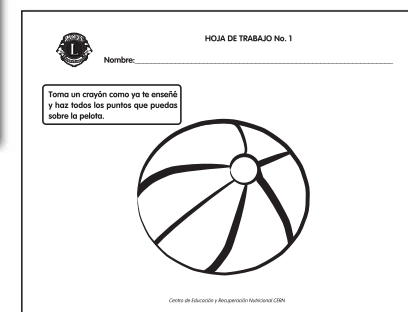 HOJA DE TRABAJO No. 1
Nombre:
Toma un crayón como ya te enseñé
y haz todos los puntos que puedas
sobre la pelota.
Centro de Educación y Recuperación Nutricional CERN